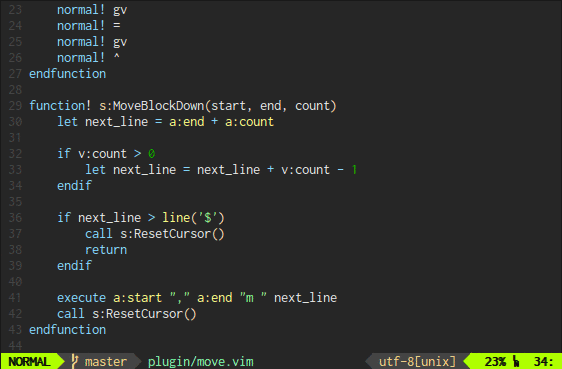 23     normal! gv
24     normal! =
25     normal! gv
26     normal! ^
27 endfunction
28
29 function! s:MoveBlockDown(start, end, count)
30     let next_line = a:end + a:count
31
32     if v:count > 0
33         let next_line = next_line + v:count - 1
34     endif
35
36     if next_line > line('$')
37         call s:ResetCursor()
38         return
39     endif
40
41     execute a:start "," a:end "m " next_line
42     call s:ResetCursor()
43 endfunction
44
NORMAL master plugin/move.vim utf-8[unix] 23% 34: